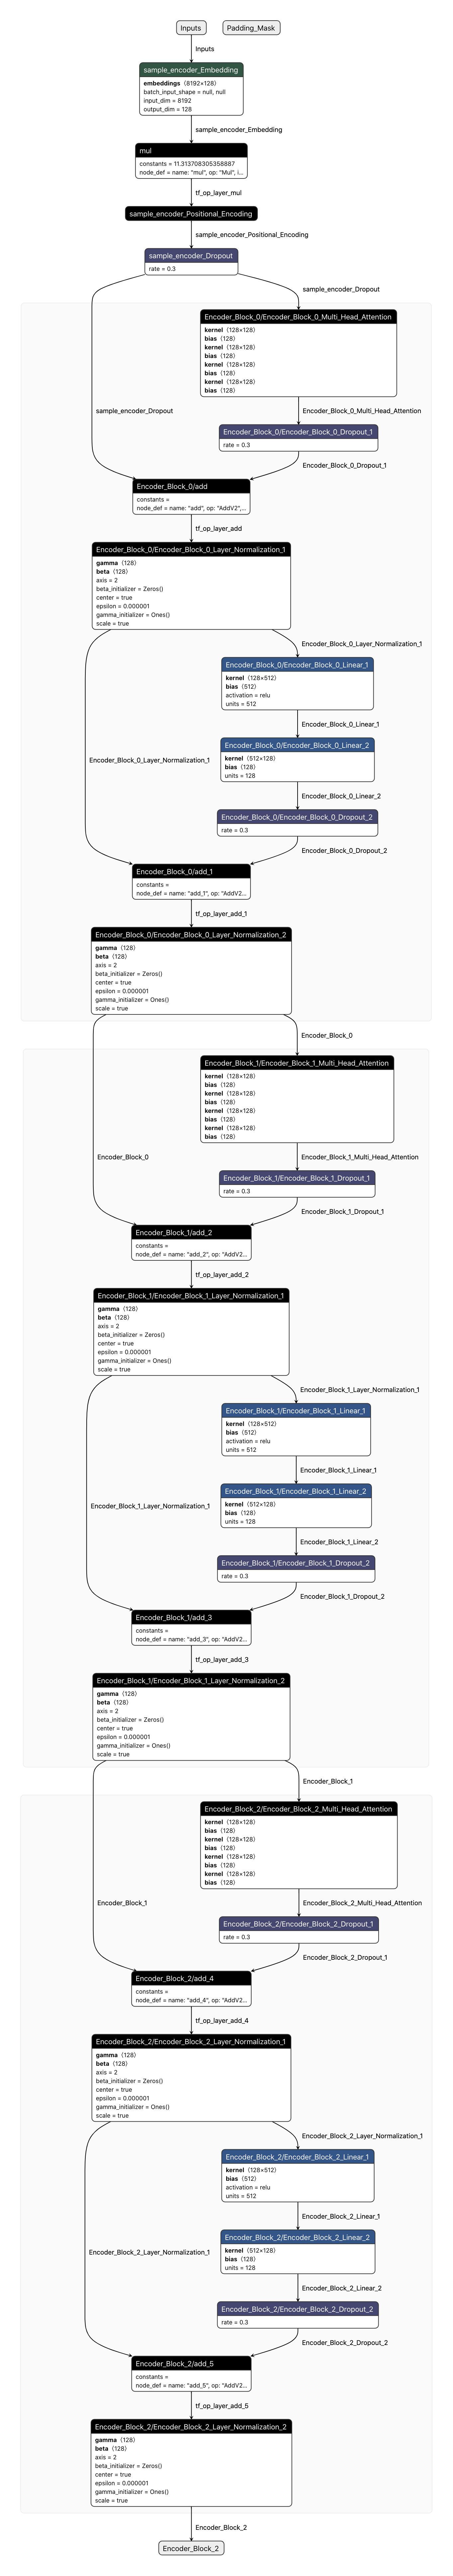 Inputs
Padding_Mask
Inputs
sample_encoder_Embedding
embeddings ⟨8192×128⟩
batch_input_shape = null, null
input_dim = 8192
output_dim = 128
sample_encoder_Embedding
mul
constants = 11.313708305358887
node_def = name: "mul", op: "Mul", i…
tf_op_layer_mul
sample_encoder_Positional_Encoding
sample_encoder_Positional_Encoding
sample_encoder_Dropout
rate = 0.3
sample_encoder_Dropout
Encoder_Block_0/Encoder_Block_0_Multi_Head_Attention
kernel ⟨128×128⟩
bias ⟨128⟩
kernel ⟨128×128⟩
bias ⟨128⟩
kernel ⟨128×128⟩
bias ⟨128⟩
kernel ⟨128×128⟩
bias ⟨128⟩
sample_encoder_Dropout
Encoder_Block_0_Multi_Head_Attention
Encoder_Block_0/Encoder_Block_0_Dropout_1
rate = 0.3
Encoder_Block_0_Dropout_1
Encoder_Block_0/add
constants =
node_def = name: "add", op: "AddV2",…
tf_op_layer_add
Encoder_Block_0/Encoder_Block_0_Layer_Normalization_1
gamma ⟨128⟩
beta ⟨128⟩
axis = 2
beta_initializer = Zeros()
center = true
epsilon = 0.000001
gamma_initializer = Ones()
scale = true
Encoder_Block_0_Layer_Normalization_1
Encoder_Block_0/Encoder_Block_0_Linear_1
kernel ⟨128×512⟩
bias ⟨512⟩
activation = relu
units = 512
Encoder_Block_0_Linear_1
Encoder_Block_0/Encoder_Block_0_Linear_2
kernel ⟨512×128⟩
bias ⟨128⟩
units = 128
Encoder_Block_0_Layer_Normalization_1
Encoder_Block_0_Linear_2
Encoder_Block_0/Encoder_Block_0_Dropout_2
rate = 0.3
Encoder_Block_0_Dropout_2
Encoder_Block_0/add_1
constants =
node_def = name: "add_1", op: "AddV2…
tf_op_layer_add_1
Encoder_Block_0/Encoder_Block_0_Layer_Normalization_2
gamma ⟨128⟩
beta ⟨128⟩
axis = 2
beta_initializer = Zeros()
center = true
epsilon = 0.000001
gamma_initializer = Ones()
scale = true
Encoder_Block_0
Encoder_Block_1/Encoder_Block_1_Multi_Head_Attention
kernel ⟨128×128⟩
bias ⟨128⟩
kernel ⟨128×128⟩
bias ⟨128⟩
kernel ⟨128×128⟩
bias ⟨128⟩
kernel ⟨128×128⟩
bias ⟨128⟩
Encoder_Block_0
Encoder_Block_1_Multi_Head_Attention
Encoder_Block_1/Encoder_Block_1_Dropout_1
rate = 0.3
Encoder_Block_1_Dropout_1
Encoder_Block_1/add_2
constants =
node_def = name: "add_2", op: "AddV2…
tf_op_layer_add_2
Encoder_Block_1/Encoder_Block_1_Layer_Normalization_1
gamma ⟨128⟩
beta ⟨128⟩
axis = 2
beta_initializer = Zeros()
center = true
epsilon = 0.000001
gamma_initializer = Ones()
scale = true
Encoder_Block_1_Layer_Normalization_1
Encoder_Block_1/Encoder_Block_1_Linear_1
kernel ⟨128×512⟩
bias ⟨512⟩
activation = relu
units = 512
Encoder_Block_1_Linear_1
Encoder_Block_1/Encoder_Block_1_Linear_2
kernel ⟨512×128⟩
bias ⟨128⟩
units = 128
Encoder_Block_1_Layer_Normalization_1
Encoder_Block_1_Linear_2
Encoder_Block_1/Encoder_Block_1_Dropout_2
rate = 0.3
Encoder_Block_1_Dropout_2
Encoder_Block_1/add_3
constants =
node_def = name: "add_3", op: "AddV2…
tf_op_layer_add_3
Encoder_Block_1/Encoder_Block_1_Layer_Normalization_2
gamma ⟨128⟩
beta ⟨128⟩
axis = 2
beta_initializer = Zeros()
center = true
epsilon = 0.000001
gamma_initializer = Ones()
scale = true
Encoder_Block_1
Encoder_Block_2/Encoder_Block_2_Multi_Head_Attention
kernel ⟨128×128⟩
bias ⟨128⟩
kernel ⟨128×128⟩
bias ⟨128⟩
kernel ⟨128×128⟩
bias ⟨128⟩
kernel ⟨128×128⟩
bias ⟨128⟩
Encoder_Block_1
Encoder_Block_2_Multi_Head_Attention
Encoder_Block_2/Encoder_Block_2_Dropout_1
rate = 0.3
Encoder_Block_2_Dropout_1
Encoder_Block_2/add_4
constants =
node_def = name: "add_4", op: "AddV2…
tf_op_layer_add_4
Encoder_Block_2/Encoder_Block_2_Layer_Normalization_1
gamma ⟨128⟩
beta ⟨128⟩
axis = 2
beta_initializer = Zeros()
center = true
epsilon = 0.000001
gamma_initializer = Ones()
scale = true
Encoder_Block_2_Layer_Normalization_1
Encoder_Block_2/Encoder_Block_2_Linear_1
kernel ⟨128×512⟩
bias ⟨512⟩
activation = relu
units = 512
Encoder_Block_2_Linear_1
Encoder_Block_2/Encoder_Block_2_Linear_2
kernel ⟨512×128⟩
bias ⟨128⟩
units = 128
Encoder_Block_2_Layer_Normalization_1
Encoder_Block_2_Linear_2
Encoder_Block_2/Encoder_Block_2_Dropout_2
rate = 0.3
Encoder_Block_2_Dropout_2
Encoder_Block_2/add_5
constants =
node_def = name: "add_5", op: "AddV2…
tf_op_layer_add_5
Encoder_Block_2/Encoder_Block_2_Layer_Normalization_2
gamma ⟨128⟩
beta ⟨128⟩
axis = 2
beta_initializer = Zeros()
center = true
epsilon = 0.000001
gamma_initializer = Ones()
scale = true
Encoder_Block_2
Encoder_Block_2